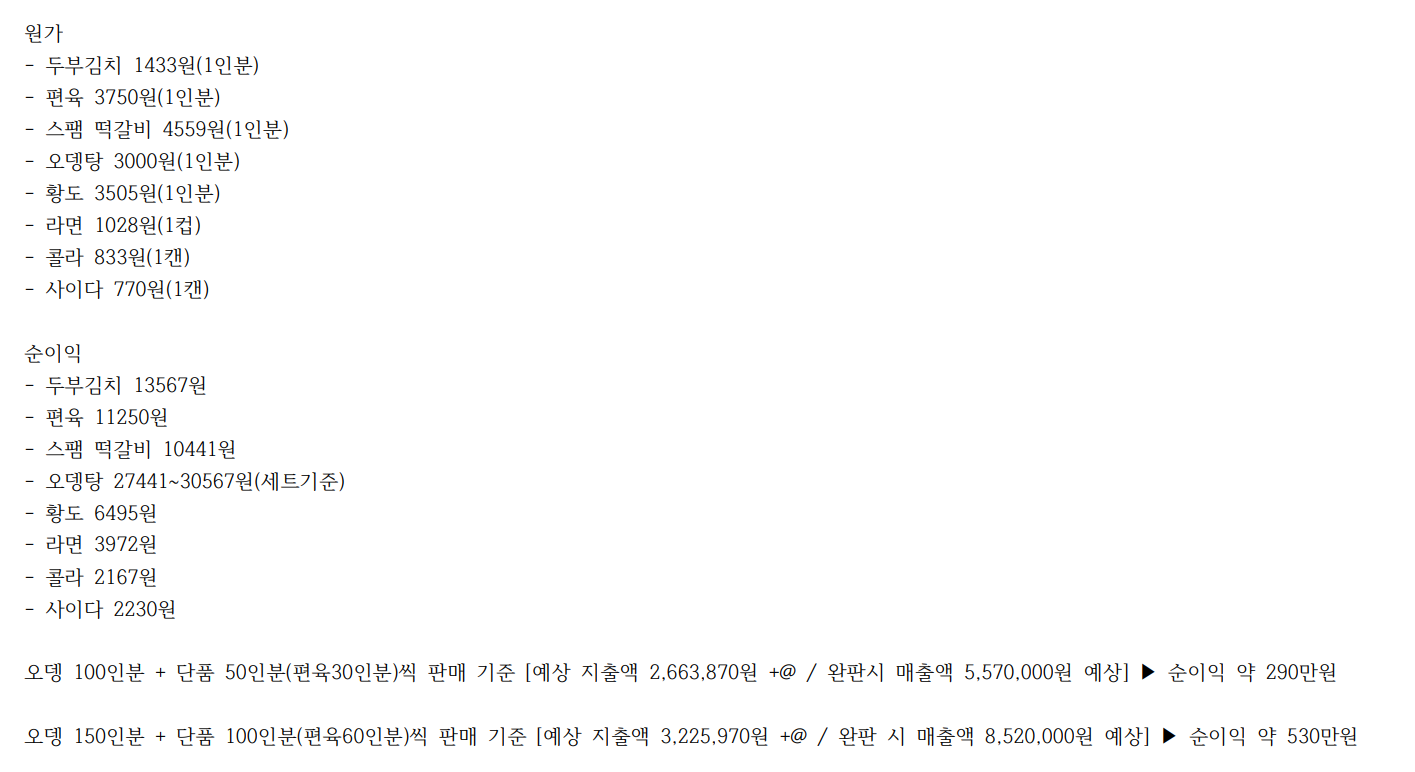 원가
- 두부김치 1433원(1인분)
- 편육 3750원(1인분)
- 스팸 떡갈비 4559원(1인분)
- 오뎅탕 3000원(1인분)
- 황도 3505원(1인분)
- 라면 1028원(1컵)
- 콜라 833원(1캔)
- 사이다 770원(1캔)
순이익
- 두부김치 13567원
- 편육 11250원
- 스팸 떡갈비 10441원
- 오뎅탕 27441~30567원(세트기준)
- 황도 6495원
- 라면 3972원
- 콜라 2167원
- 사이다 2230원
오뎅 100인분 + 단품 50인분(편육30인분)씩 판매 기준 [예상 지출액 2,663,870원 +@ / 완판시 매출액 5,570,000원 예상] ▶ 순이익 약 290만원
오뎅 150인분 + 단품 100인분(편육60인분)씩 판매 기준 [예상 지출액 3,225,970원 +@ / 완판 시 매출액 8,520,000원 예상] ▶ 순이익 약 530만원